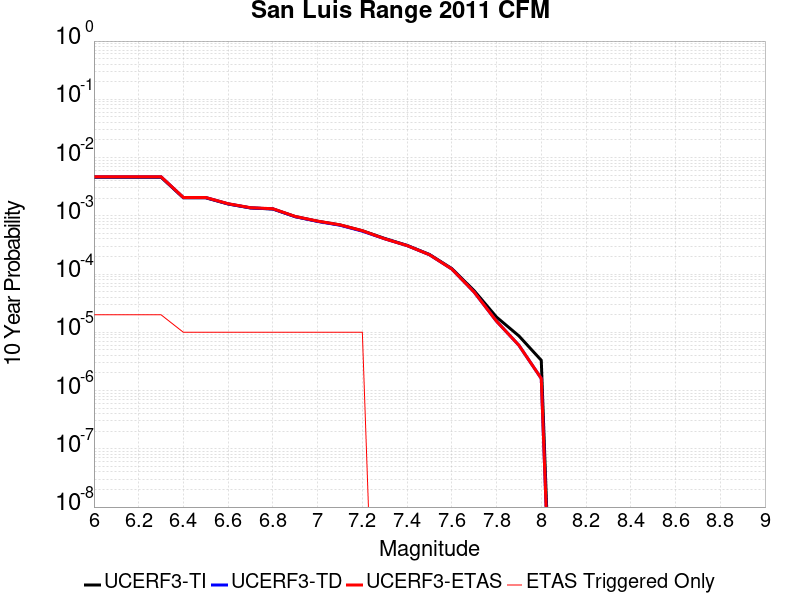 San Luis Range 2011 CFM
10^0
10^-1
10^-2
10^-3
10^-4
10^-5
10^-6
10^-7
10^-8
10 Year Probability
6 6.2 6.4 6.6 6.8 7 7.2 7.4 7.6 7.8 8 8.2 8.4 8.6 8.8 9
Magnitude
UCERF3-TI UCERF3-TD UCERF3-ETAS ETAS Triggered Only